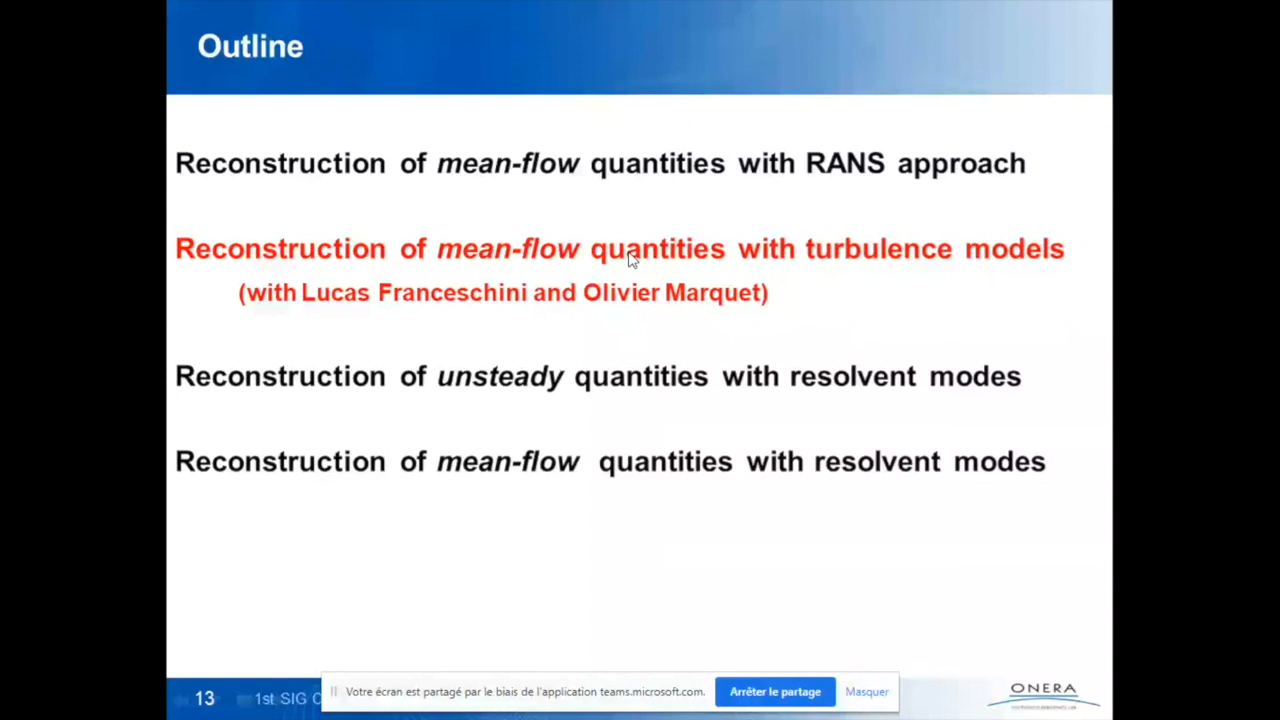 Outline
Reconstruction of mean-flow quantities with RANS approach
Reconstruction of mean-flow quantities with turbulence models
(with Lucas Franceschini and Olivier Marquet)
Reconstruction of unsteady quantities with resolvent modes
Reconstruction of mean-flow quantities with resolvent modes
13 1st SIG
Votre écran est partagé par le biais de l'application teams.microsoft.com. Arrêter le partage Masquer
ONERA